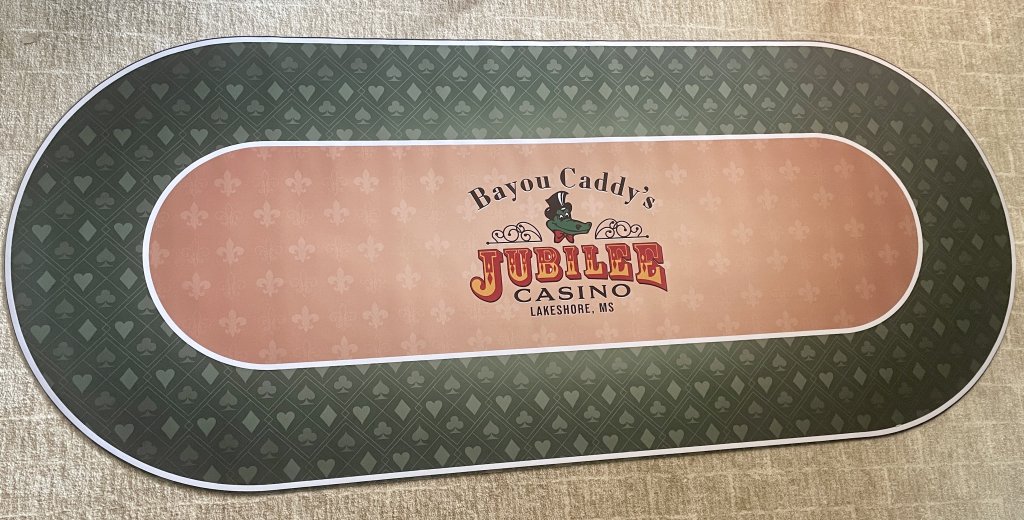 Bayou Caddy's
JUBILEE
CASINO
LAKESHORE, MS